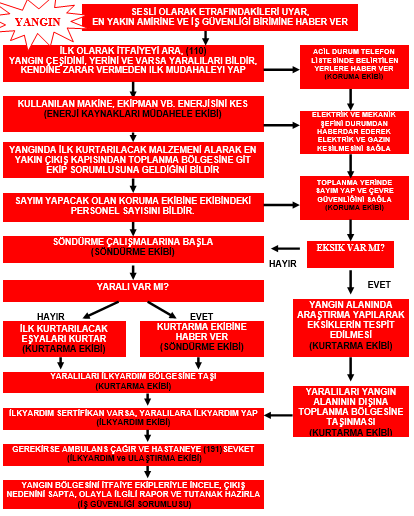 YANGIN
SESLİ OLARAK ETRAFINDAKİLERİ UYAR,
EN YAKIN AMİRİNE VE İŞ GÜVENLİĞİ BİRİMİNE HABER VER
İLK OLARAK İTFAİYEYİ ARA, (110)
YANGIN ÇEŞİDİNİ, YERİNİ VE VARSA YARALILARI BİLDİR,
KENDİNE ZARAR VERMEDEN İLK MÜDAHALEYİ YAP
ACİL DURUM TELEFON
LİSTESİNDE BELİRTİLEN
YERLERE HABER VER
(KORUMA EKİBİ)
KULLANILAN MAKİNE, EKİPMAN VB. ENERJİSİNİ KES
(ENERJİ KAYNAKLARI MÜDAHELE EKİBİ)
ELEKTRİK VE MEKANİK
ŞEFİNİ DURUMDAN
HABERDAR EDEREK
ELEKTRİK VE GAZIN
KESİLMESİNİ SAĞLA
YANGINDA İLK KURTARILACAK MALZEMENİ ALARAK EN
YAKIN ÇIKIŞ KAPISINDAN TOPLANMA BÖLGESİNE GİT
EKİP SORUMLUSUNA GELDİĞİNİ BİLDİR
TOPLANMA YERİNDE
SAYIM YAP VE ÇEVRE
GÜVENLİĞİNİ SAĞLA
(KORUMA EKİBİ)
SAYIM YAPACAK OLAN KORUMA EKİBİNE EKİBİNDEKİ
PERSONEL SAYISINI BİLDİR.
SÖNDÜRME ÇALIŞMALARINA BAŞLA
(SÖNDÜRME EKİBİ)
EKSİK VAR MI?
HAYIR
EVET
YARALI VAR MI?
HAYIR
EVET
İLK KURTARILACAK
EŞYALARI KURTAR
(KURTARMA EKİBİ)
KURTARMA EKİBİNE
HABER VER
(SÖNDÜRME EKİBİ)
YANGIN ALANINDA
ARAŞTIRMA YAPILARAK
EKSİKLERİN TESPİT
EDİLMESİ
(KURTARMA EKİBİ)
YARALILARI İLKYARDIM BÖLGESİNE TAŞI
(KURTARMA EKİBİ)
YARALILARI YANGIN
ALANININ DIŞINA
TOPLANMA BÖLGESİNE
TAŞINMASI
(KURTARMA EKİBİ)
İLKYARDIM SERTİFİKAN VARSA, YARALILARA İLKYARDIM YAP
(İLKYARDIM EKİBİ)
GEREKİRSE AMBULANS ÇAĞIR VE HASTANEYE (191)SEVKET
(İLKYARDIM ve ULAŞTIRMA EKİBİ)
YANGIN BÖLGESİNİ İTFAİYE EKİPLERİYLE İNCELE, ÇIKIŞ
NEDENİNİ SAPTA, OLAYLA İLGİLİ RAPOR VE TUTANAK HAZIRLA
(İŞ GÜVENLİĞİ SORUMLUSU)